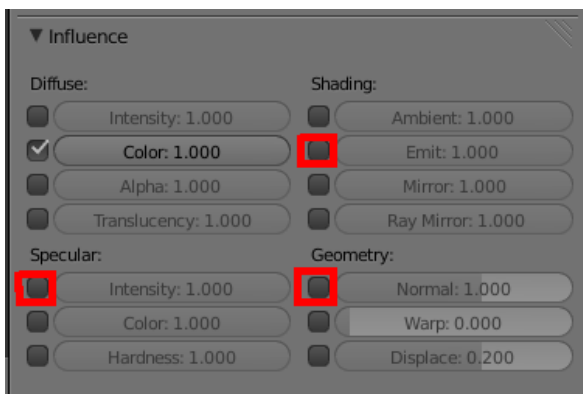 Influence
Diffuse:
Intensity: 1.000
Color: 1.000
Alpha: 1.000
Translucency: 1.000
Shading:
Ambient: 1.000
Emit: 1.000
Mirror: 1.000
Ray Mirror: 1.000
Specular:
Intensity: 1.000
Color: 1.000
Hardness: 1.000
Geometry:
Normal: 1.000
Warp: 0.000
Displace: 0.200